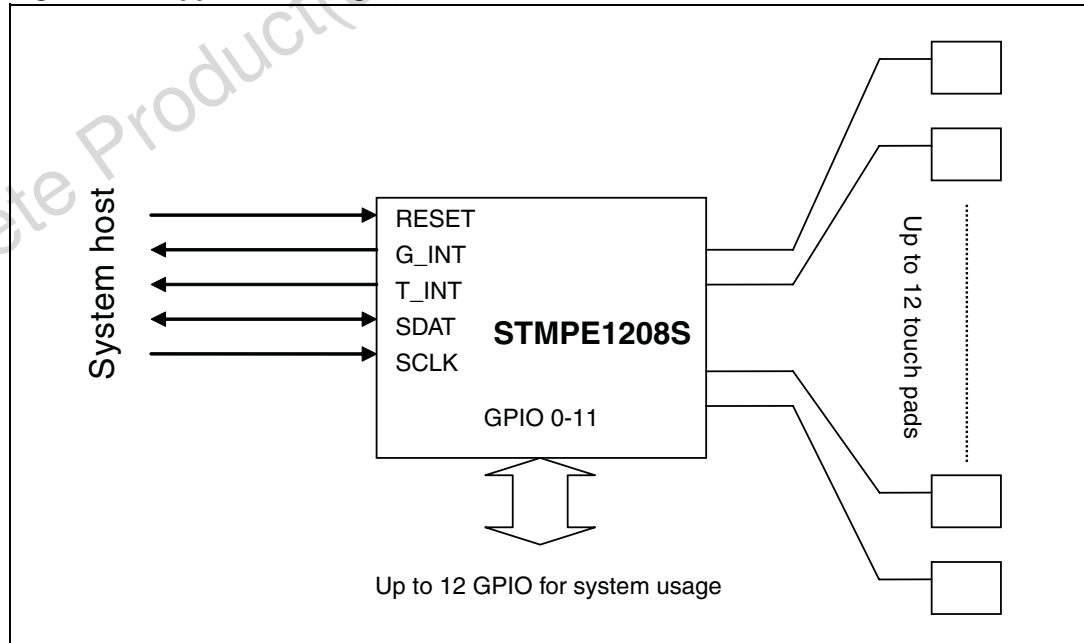 System host
RESET
G_INT
T_INT
SDAT
SCLK
STMPE1208S
GPIO 0-11
Up to 12 touch pads
Up to 12 GPIO for system usage